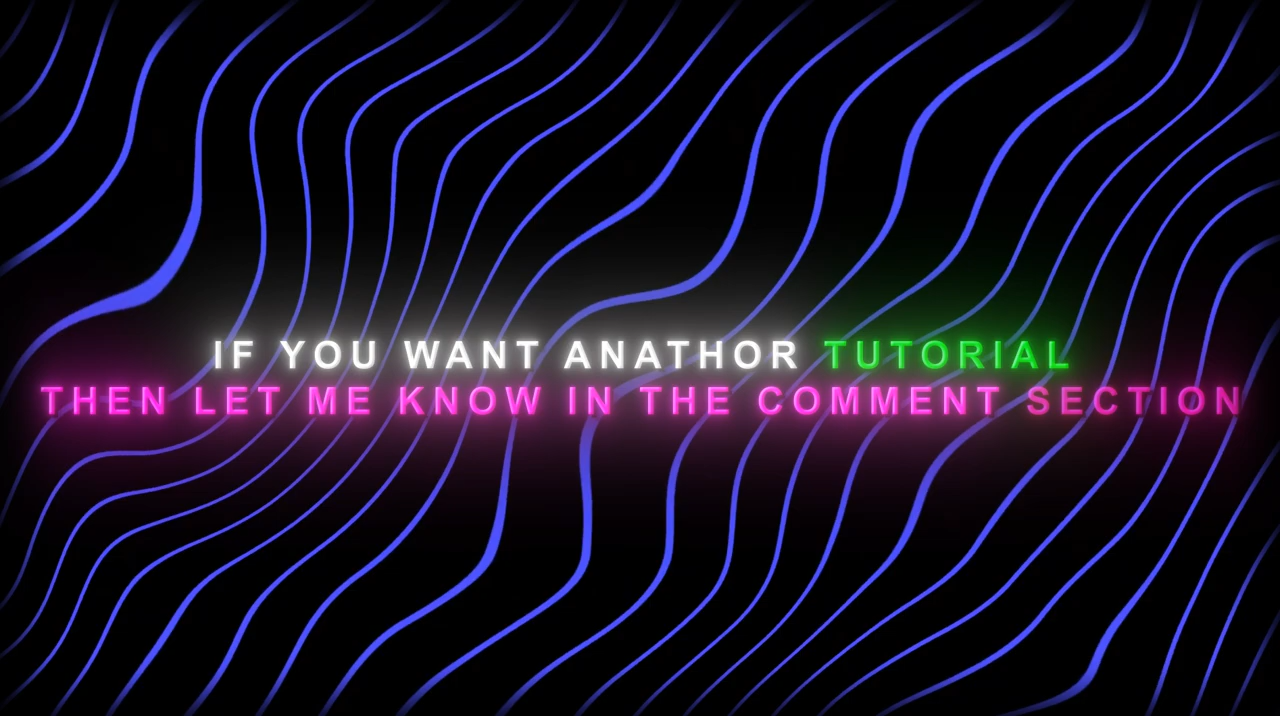 IF YOU WANT ANATHOR TUTORIAL
THEN LET ME KNOW IN THE COMMENT SECTION